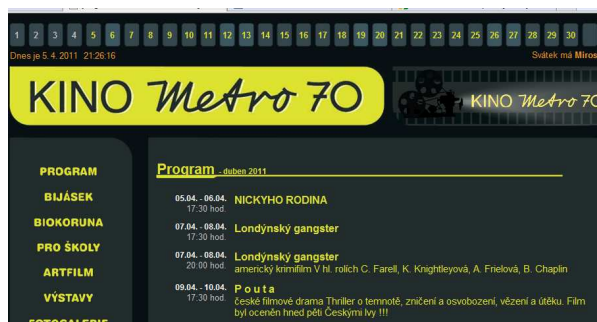 1 2 3 4 5 6 7 8 9 10 11 12 13 14 15 16 17 18 19 20 21 22 23 24 25 26 27 28 29 30
Dnes je 5.4.2011 21:26:16
Svátek má Miros
KINO Metro 70
KINO Metro 70
PROGRAM
BIJÁSEK
BIOKORUNA
PRO ŠKOLY
ARTFILM
VÝSTAVY
FOTOGALERIE
Program - duben 2011
05.04. - 06.04. NICKYHO RODINA
17:30 hod.
07.04. - 08.04. Londýnský gangster
17:30 hod.
07.04. - 08.04. Londýnský gangster
20:00 hod. americký krimifilm V hl. rolích C. Farell, K. Knightleyová, A. Frielová, B. Chaplin
09.04. - 10.04. P o u t a
17:30 hod. české filmové drama Thriller o temnotě, zničení a osvobození, vězení a útěku. Film
byl oceněn hned pěti Českými lvy !!!